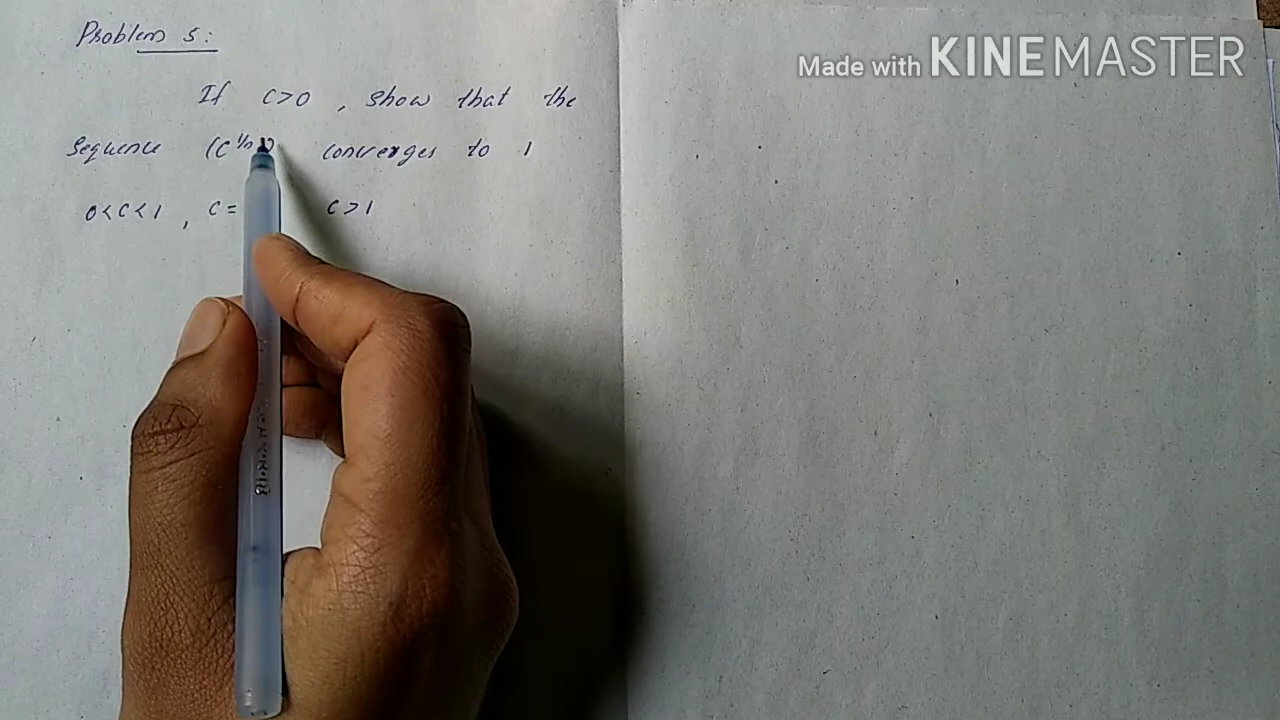 Problem 5:
Made with KINEMASTER
If c>0 , show that the
sequence (c^1/n) converges to 1
0<c<1 , c= c>1